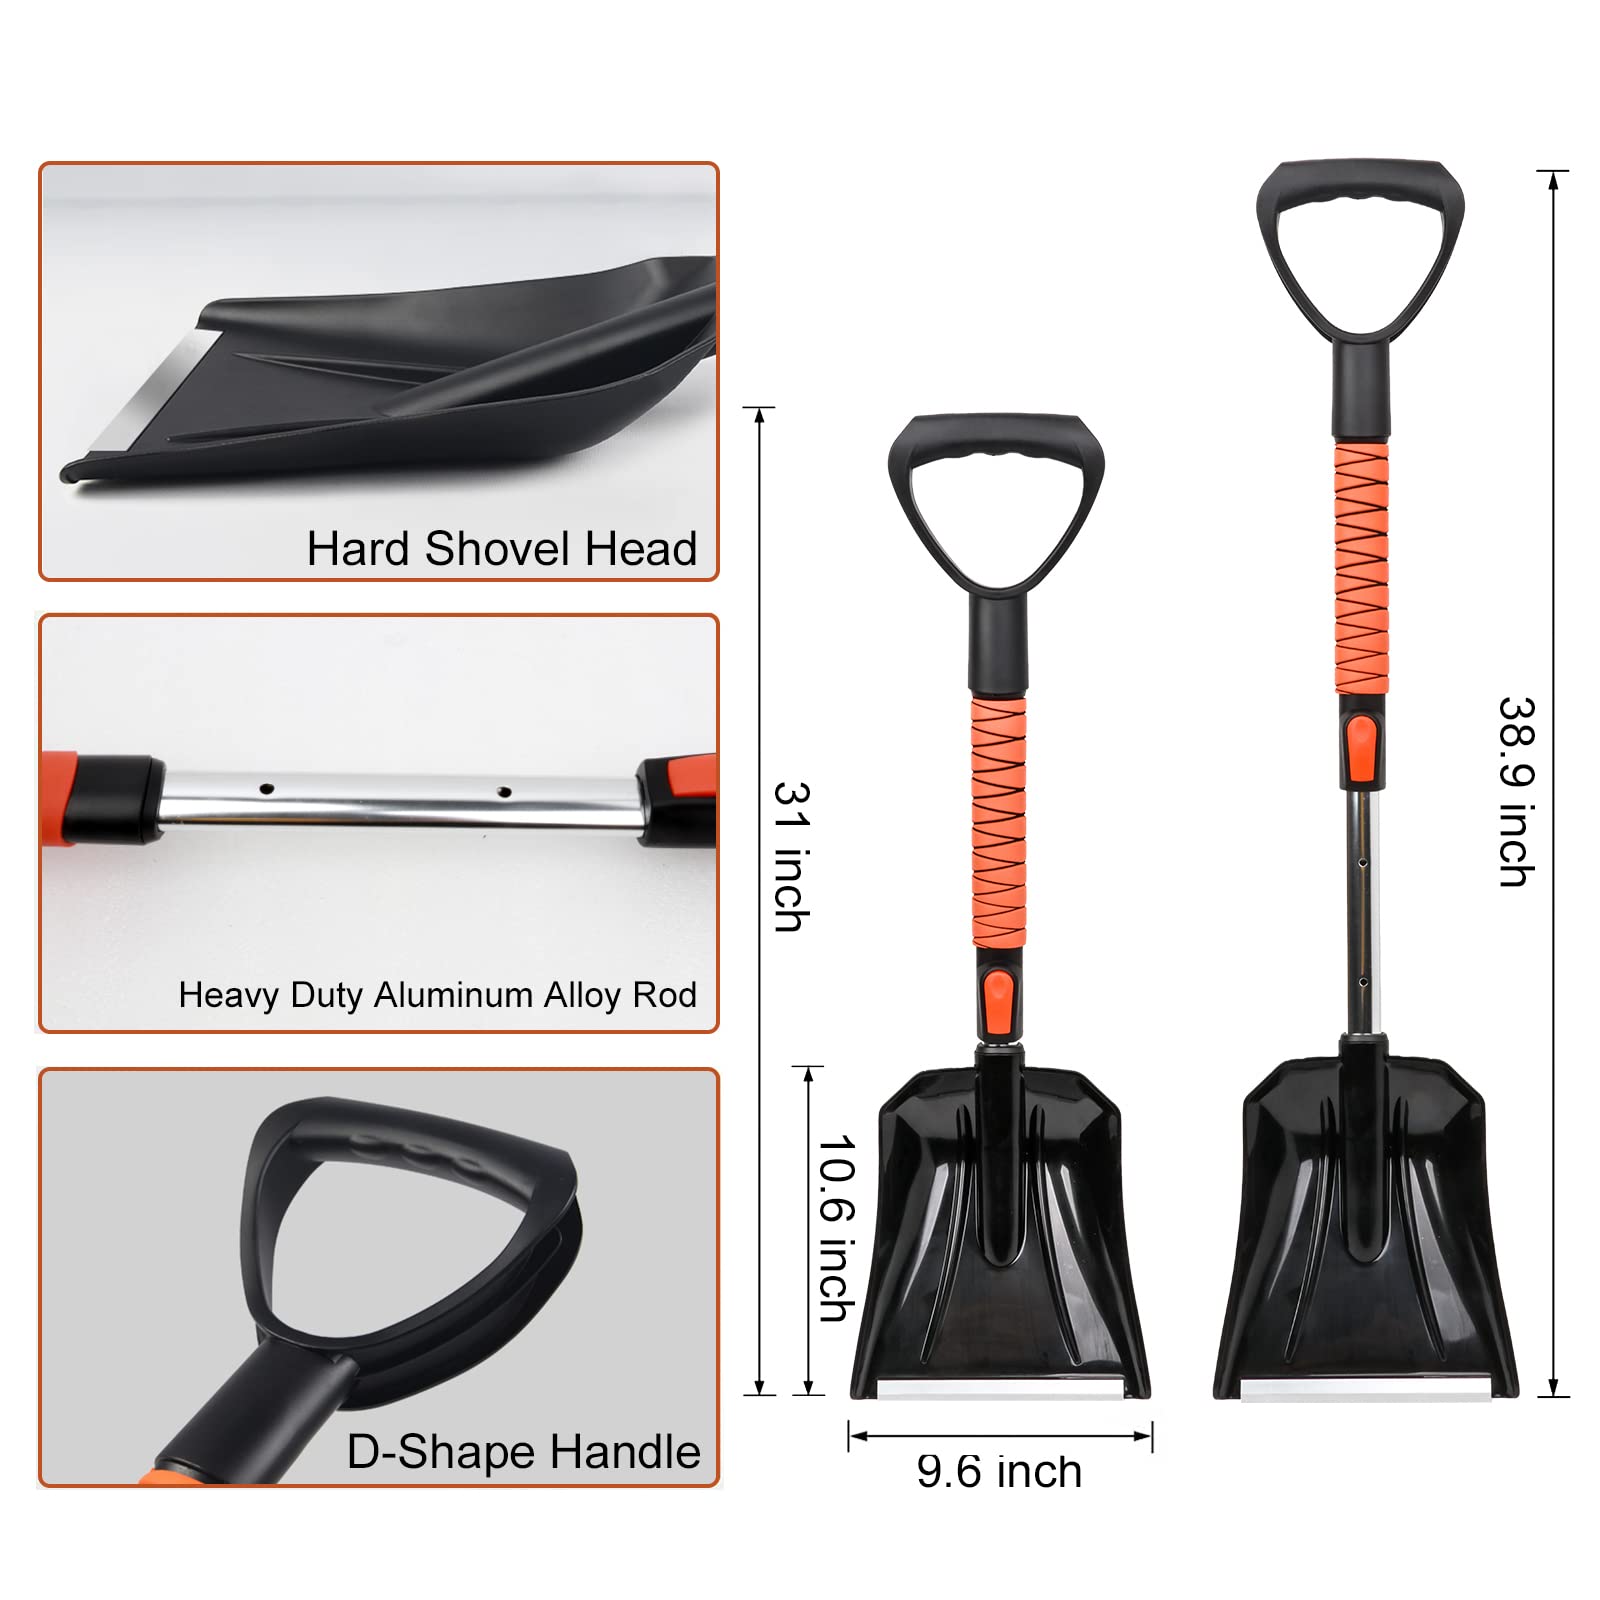 Hard Shovel Head
Heavy Duty Aluminum Alloy Rod
D-Shape Handle
31 inch
10.6 inch
9.6 inch
38.9 inch